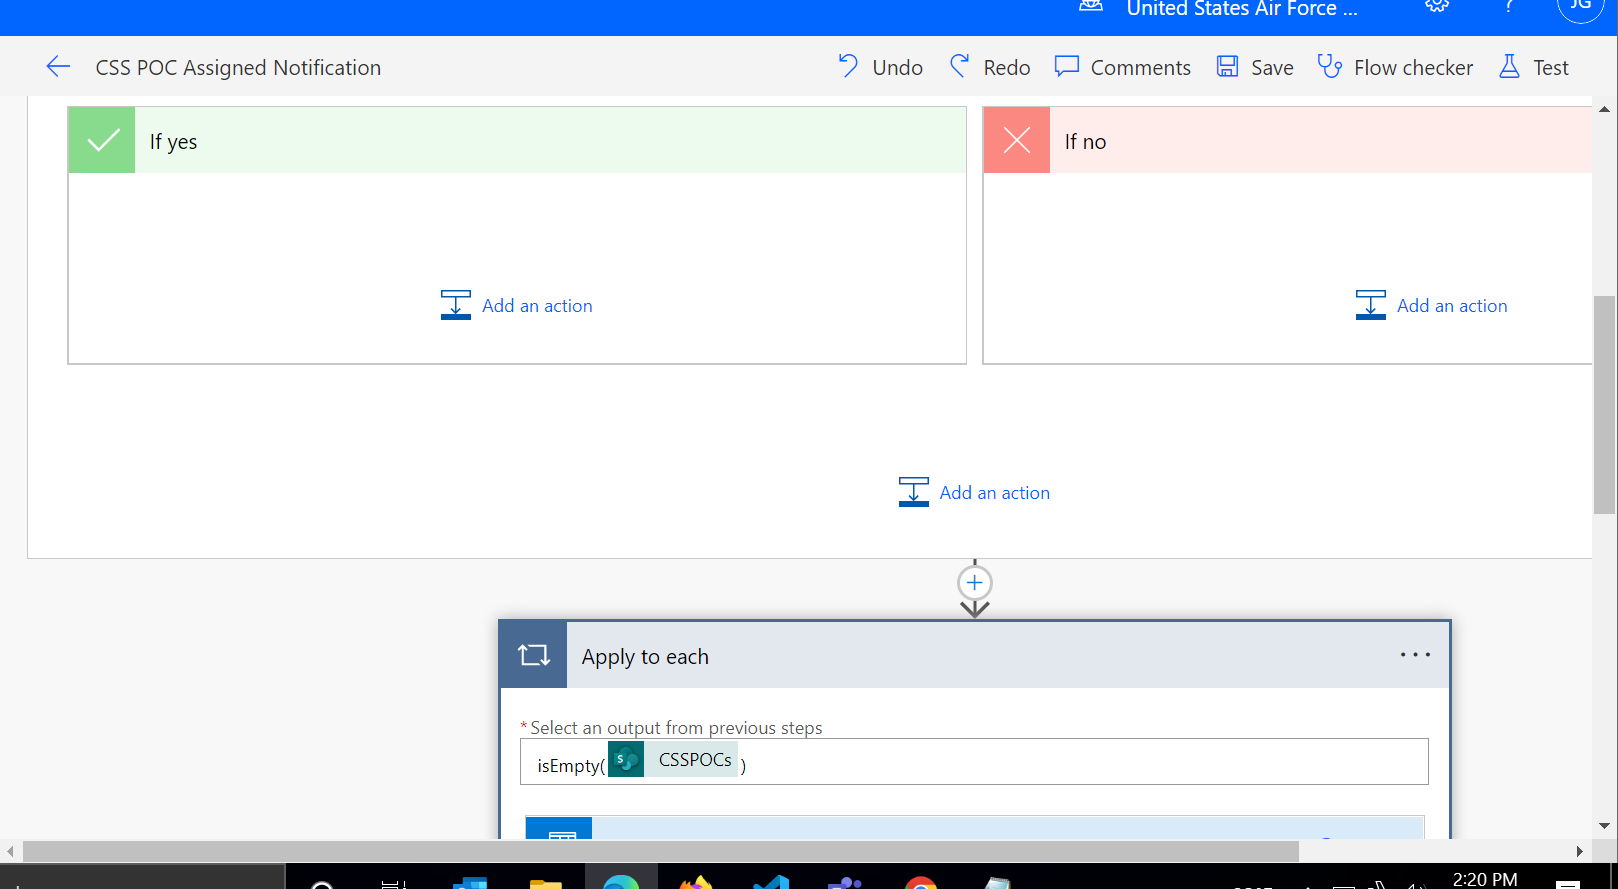 United States Air Force ...
?
JG
CSS POC Assigned Notification
Undo
Redo
Comments
Save
Flow checker
Test
If yes
If no
Add an action
Add an action
Add an action
Apply to each
...
* Select an output from previous steps
isEmpty( S CSSPOCs )
2:20 PM